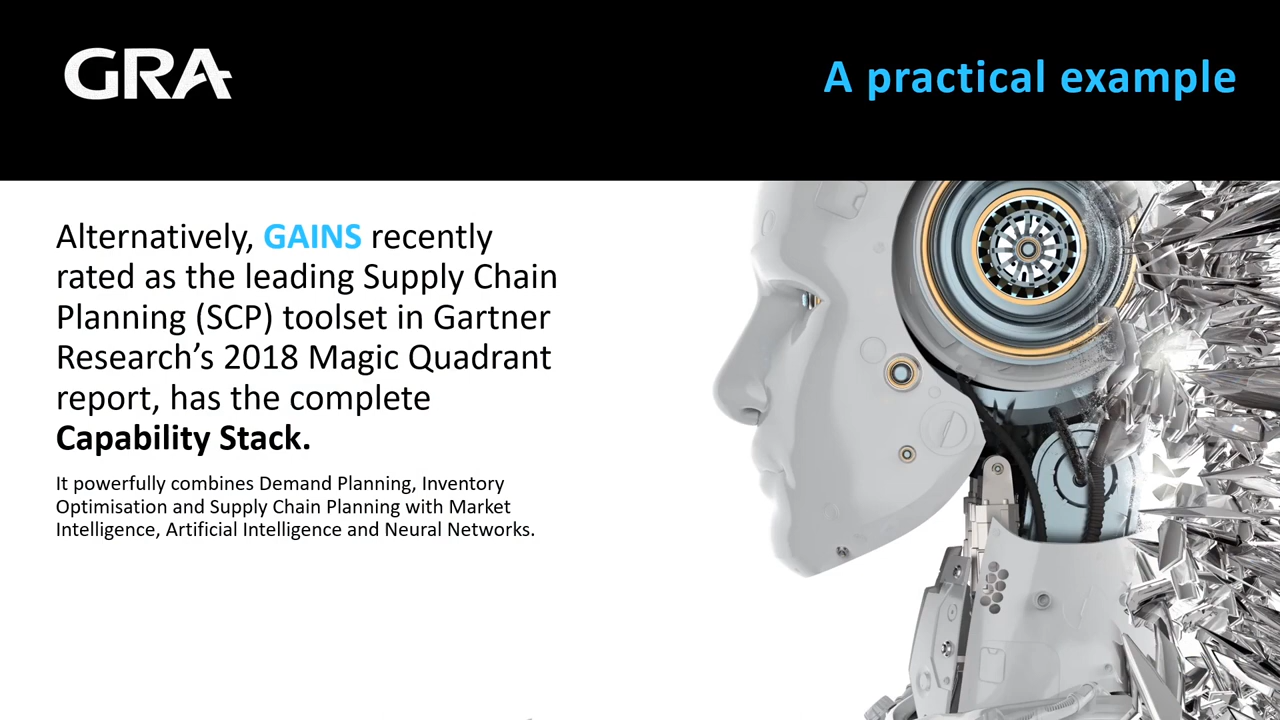 GRA
A practical example
Alternatively, GAINS recently
rated as the leading Supply Chain
Planning (SCP) toolset in Gartner
Research’s 2018 Magic Quadrant
report, has the complete
Capability Stack.
It powerfully combines Demand Planning, Inventory
Optimisation and Supply Chain Planning with Market
Intelligence, Artificial Intelligence and Neural Networks.